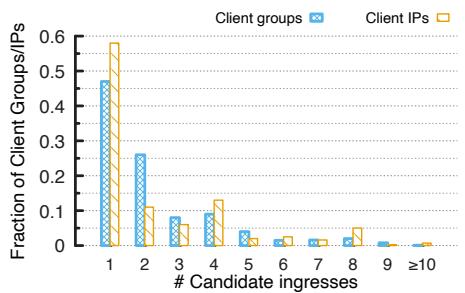 Client groups Client IPs
Fraction of Client Groups/IPs
0.6
0.5
0.4
0.3
0.2
0.1
0
1 2 3 4 5 6 7 8 9 ≥10
# Candidate ingresses